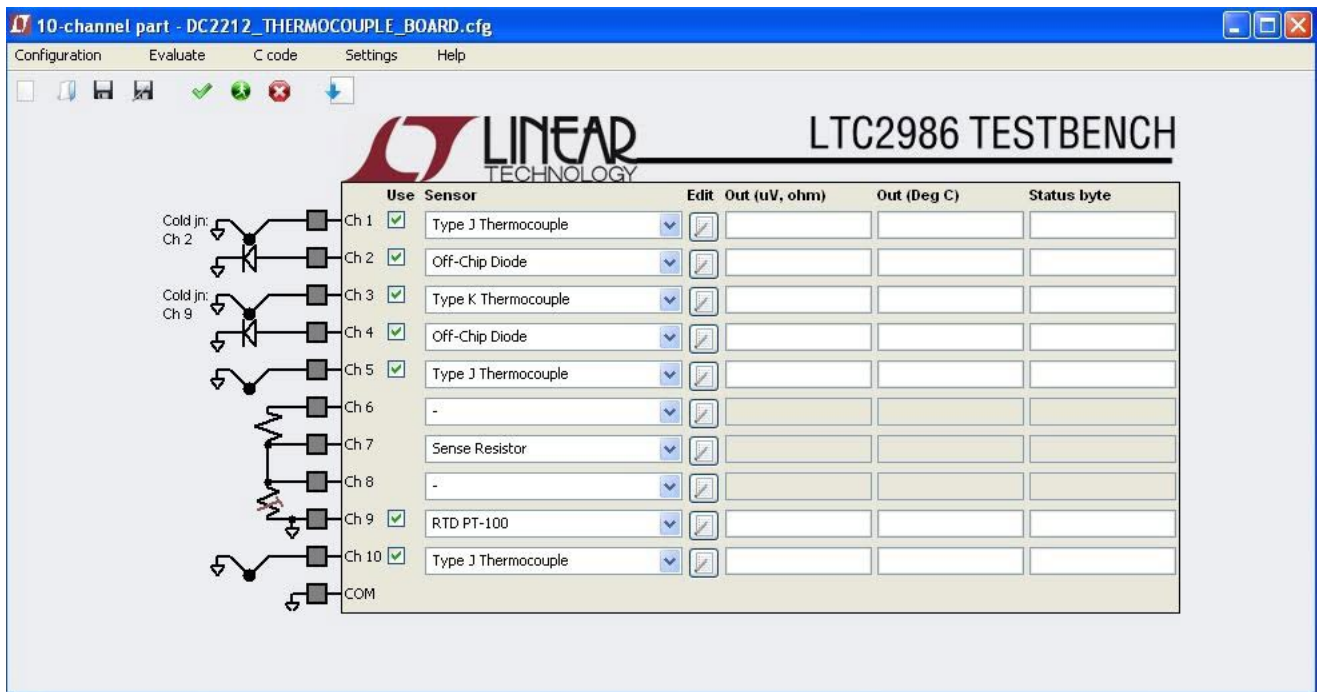 10-channel part - DC2212_THERMOCOUPLE_BOARD.cfg
Configuration Evaluate C code Settings Help
LINEAR TECHNOLOGY
LTC2986 TESTBENCH
Use Sensor Edit Out (uV, ohm) Out (Deg C) Status byte
Cold jn: Ch 2
Ch 1 Type J Thermocouple
Ch 2 Off-Chip Diode
Cold jn: Ch 9
Ch 3 Type K Thermocouple
Ch 4 Off-Chip Diode
Ch 5 Type J Thermocouple
Ch 6 -
Ch 7 Sense Resistor
Ch 8 -
Ch 9 RTD PT-100
Ch 10 Type J Thermocouple
COM